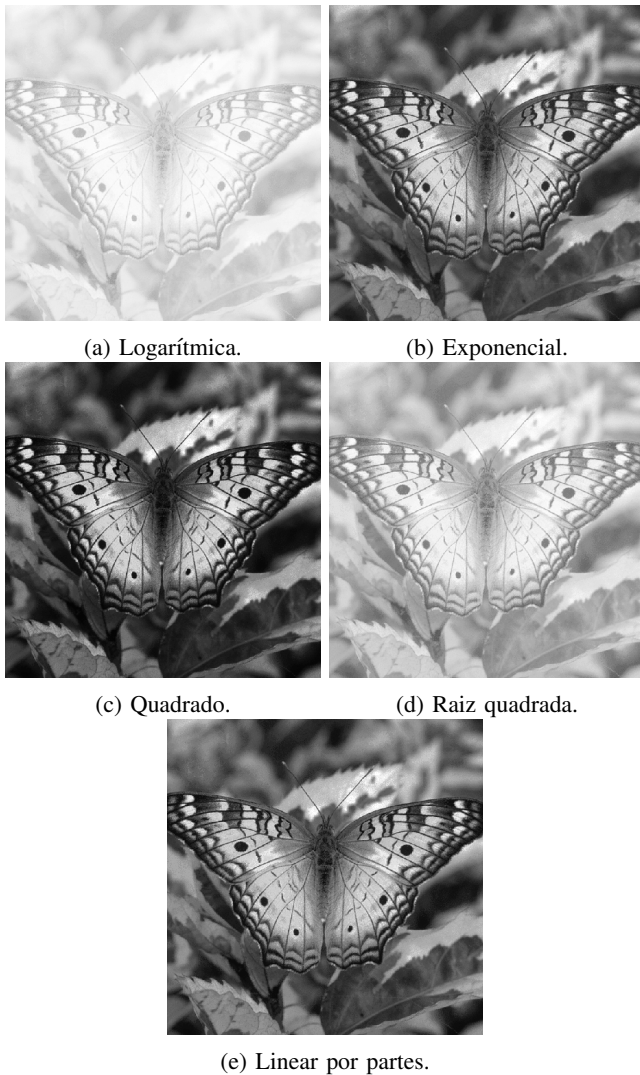 (a) Logarítmica.
(b) Exponencial.
(c) Quadrado.
(d) Raiz quadrada.
(e) Linear por partes.